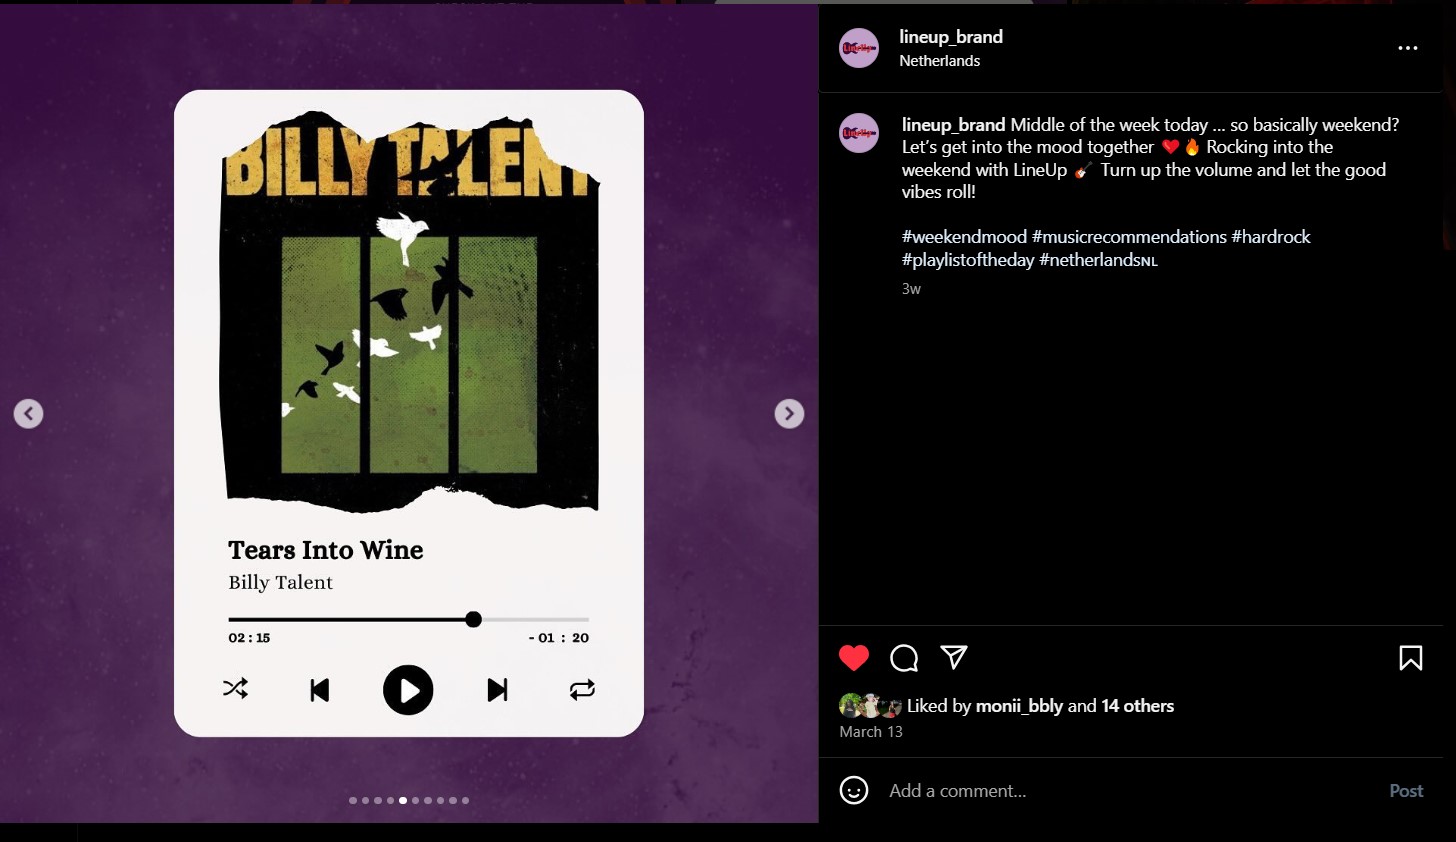 BILLY TALENT
Tears Into Wine
Billy Talent
02:15
- 01 : 20
lineup_brand
Netherlands
lineup_brand Middle of the week today ... so basically weekend?
Let's get into the mood together ❤️🔥 Rocking into the
weekend with LineUp 🎸 Turn up the volume and let the good
vibes roll!
#weekendmood #musicrecommendations #hardrock
#playlistoftheday #netherlandsɴʟ
3w
Liked by monii_bbly and 14 others
March 13
Add a comment...
Post